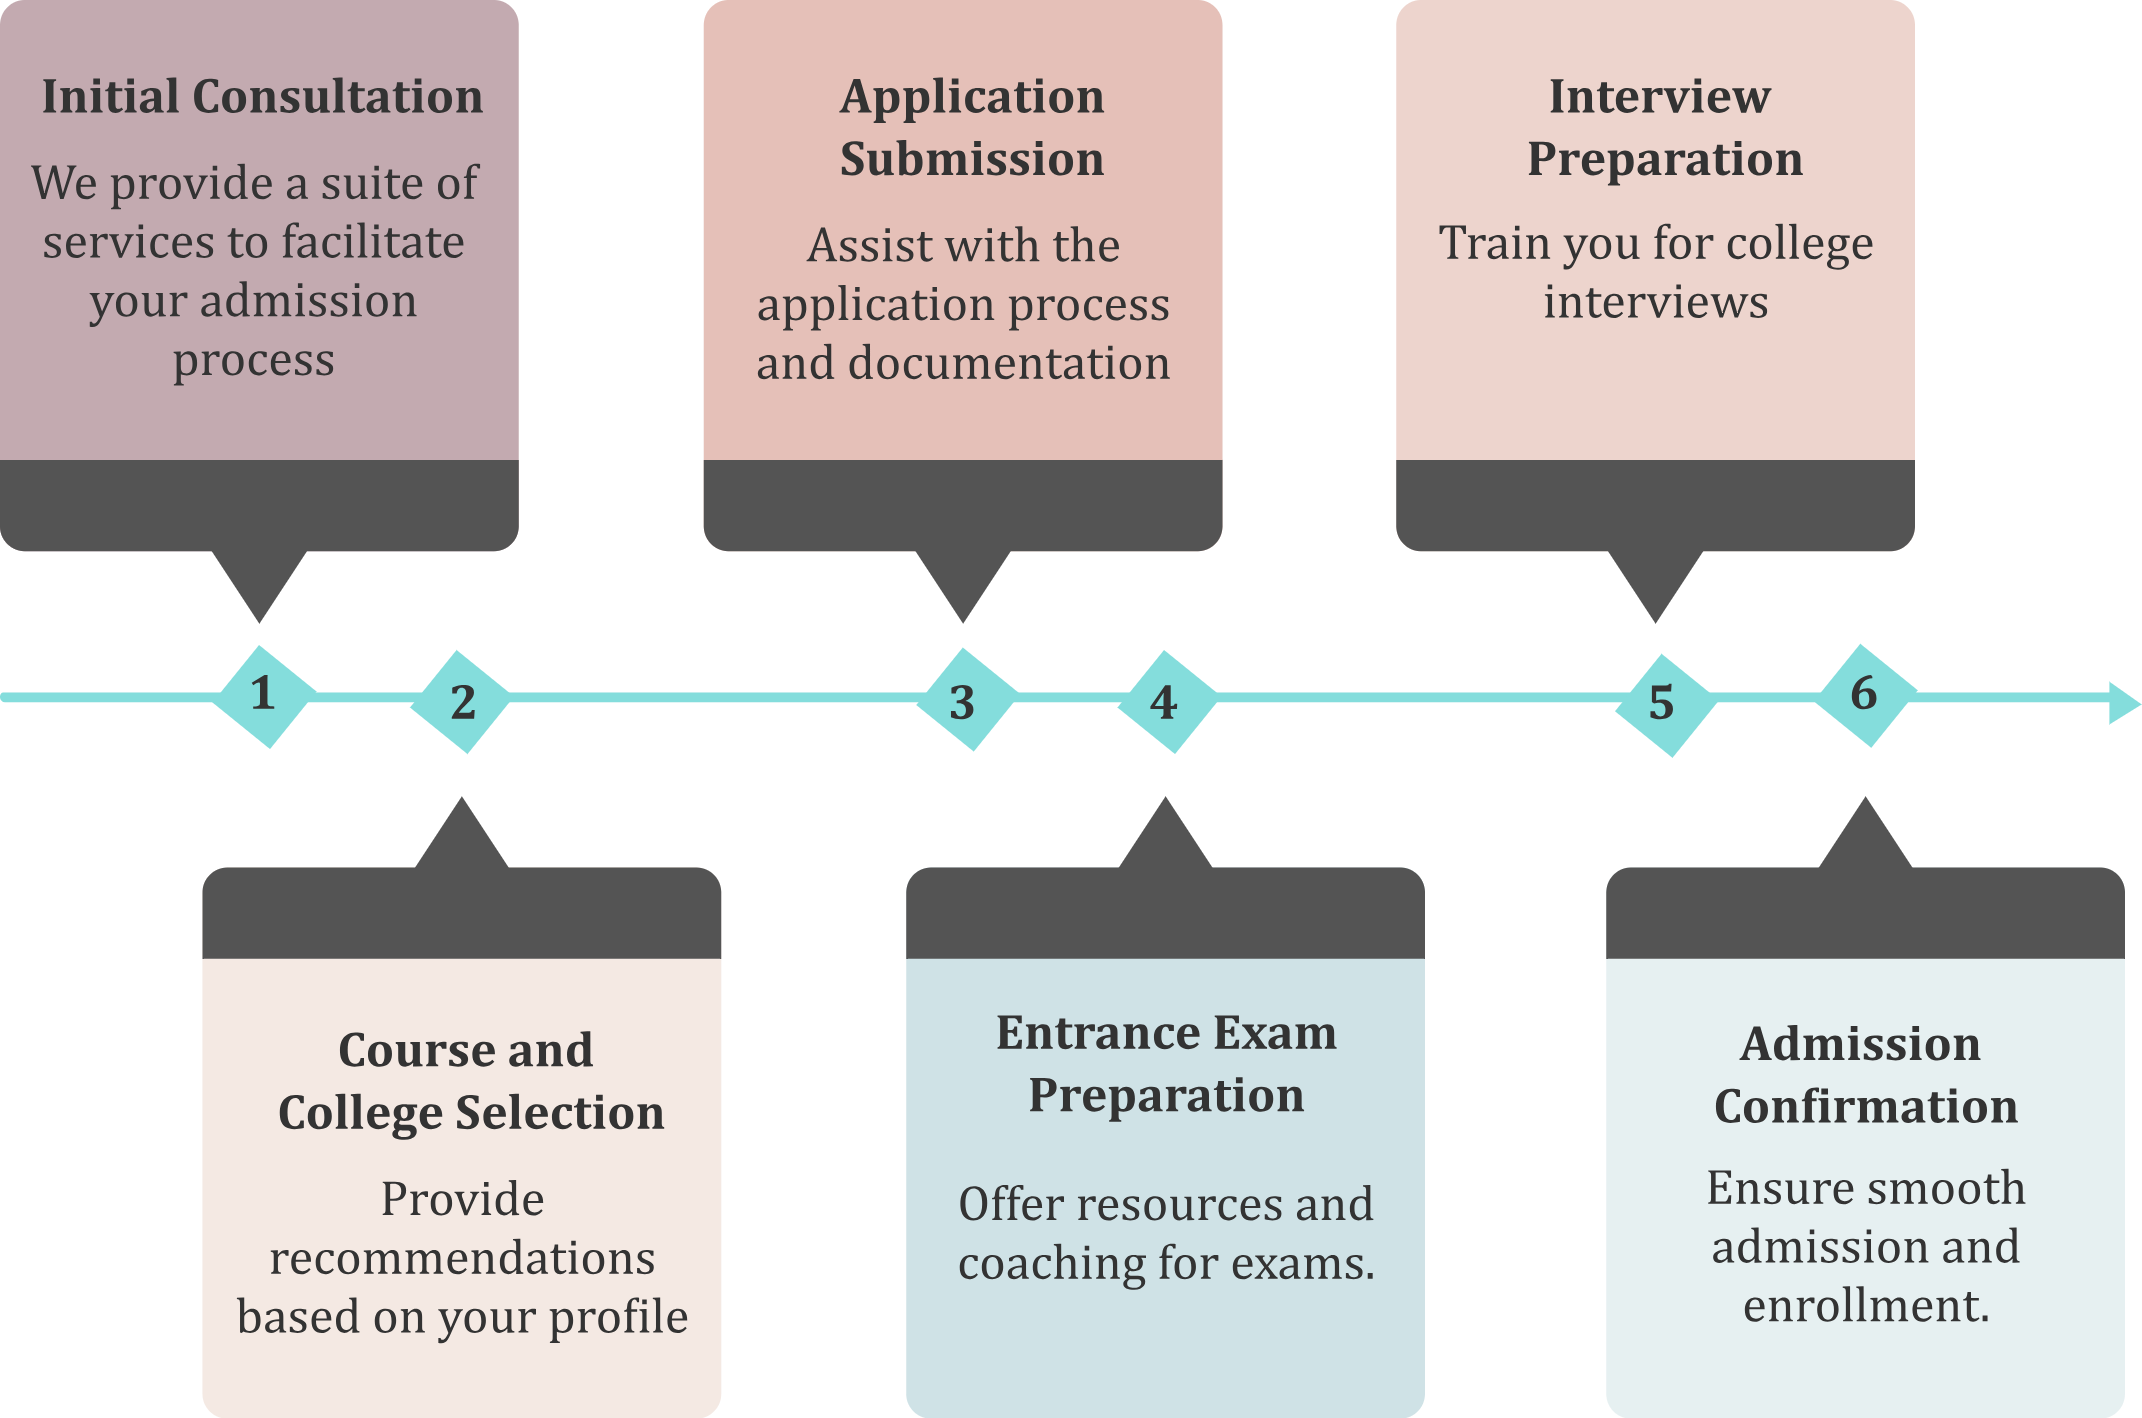 Initial Consultation
We provide a suite of
services to facilitate
your admission
process
Application
Submission
Assist with the
application process
and documentation
Interview
Preparation
Train you for college
interviews
1
2
3
4
5
6
Course and
College Selection
Provide
recommendations
based on your profile
Entrance Exam
Preparation
Offer resources and
coaching for exams.
Admission
Confirmation
Ensure smooth
admission and
enrollment.